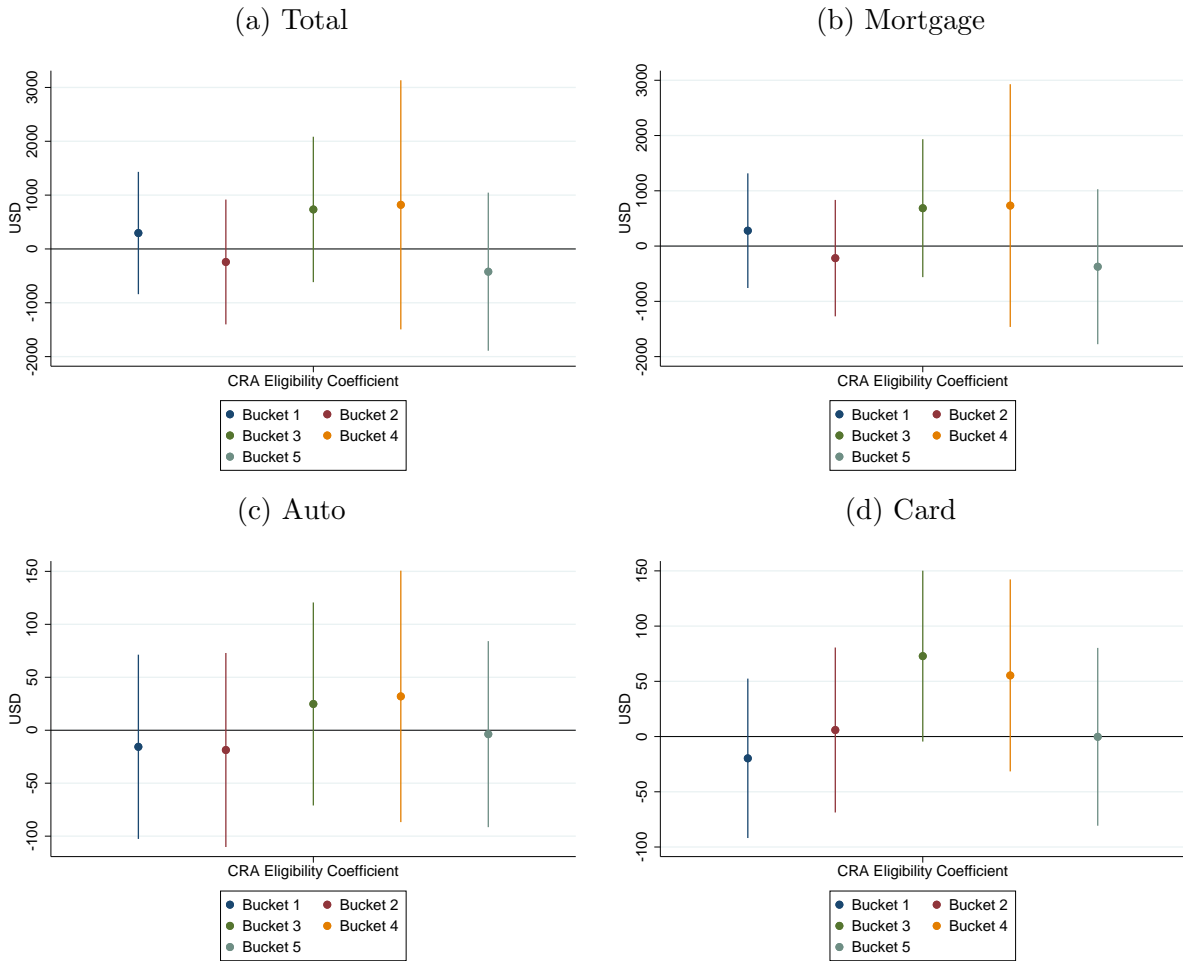 (a) Total
3000
2000
1000
0
-1000
-2000
USD
CRA Eligibility Coefficient
Bucket 1 Bucket 2
Bucket 3 Bucket 4
Bucket 5
(b) Mortgage
3000
2000
1000
0
-1000
-2000
USD
CRA Eligibility Coefficient
Bucket 1 Bucket 2
Bucket 3 Bucket 4
Bucket 5
(c) Auto
150
100
50
0
-50
-100
USD
CRA Eligibility Coefficient
Bucket 1 Bucket 2
Bucket 3 Bucket 4
Bucket 5
(d) Card
150
100
50
0
-50
-100
USD
CRA Eligibility Coefficient
Bucket 1 Bucket 2
Bucket 3 Bucket 4
Bucket 5